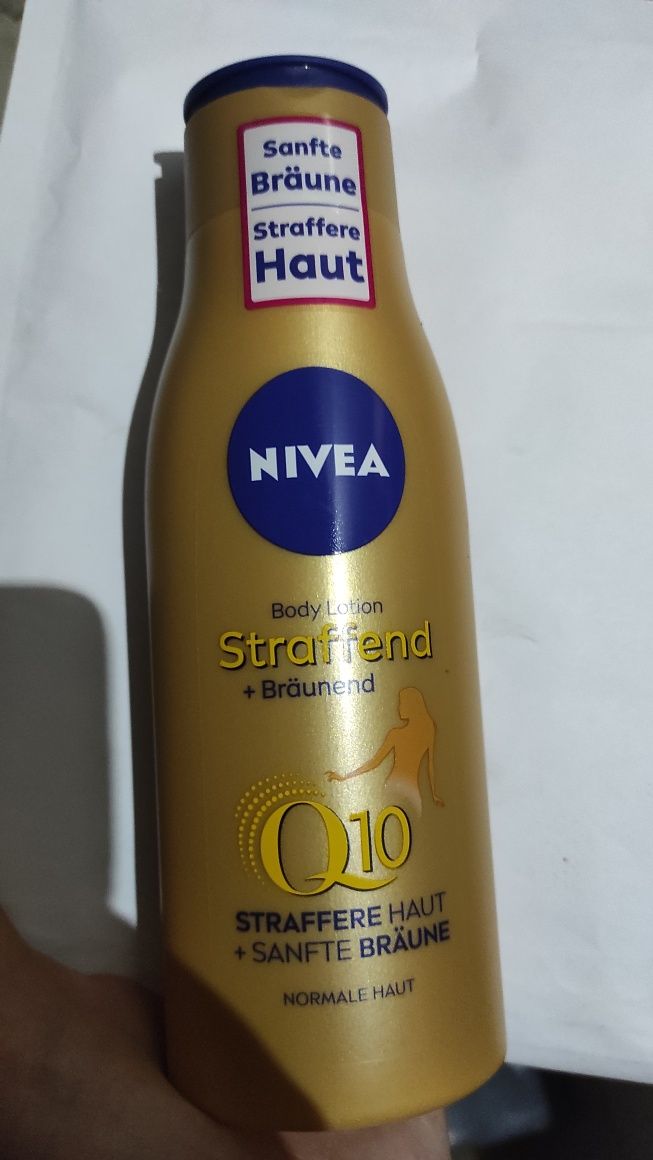 Sanfte
Bräune
Straffere
Haut
NIVEA
Body Lotion
Straffend
+ Bräunend
Q10
STRAFFERE HAUT
+ SANFTE BRÄUNE
NORMALE HAUT